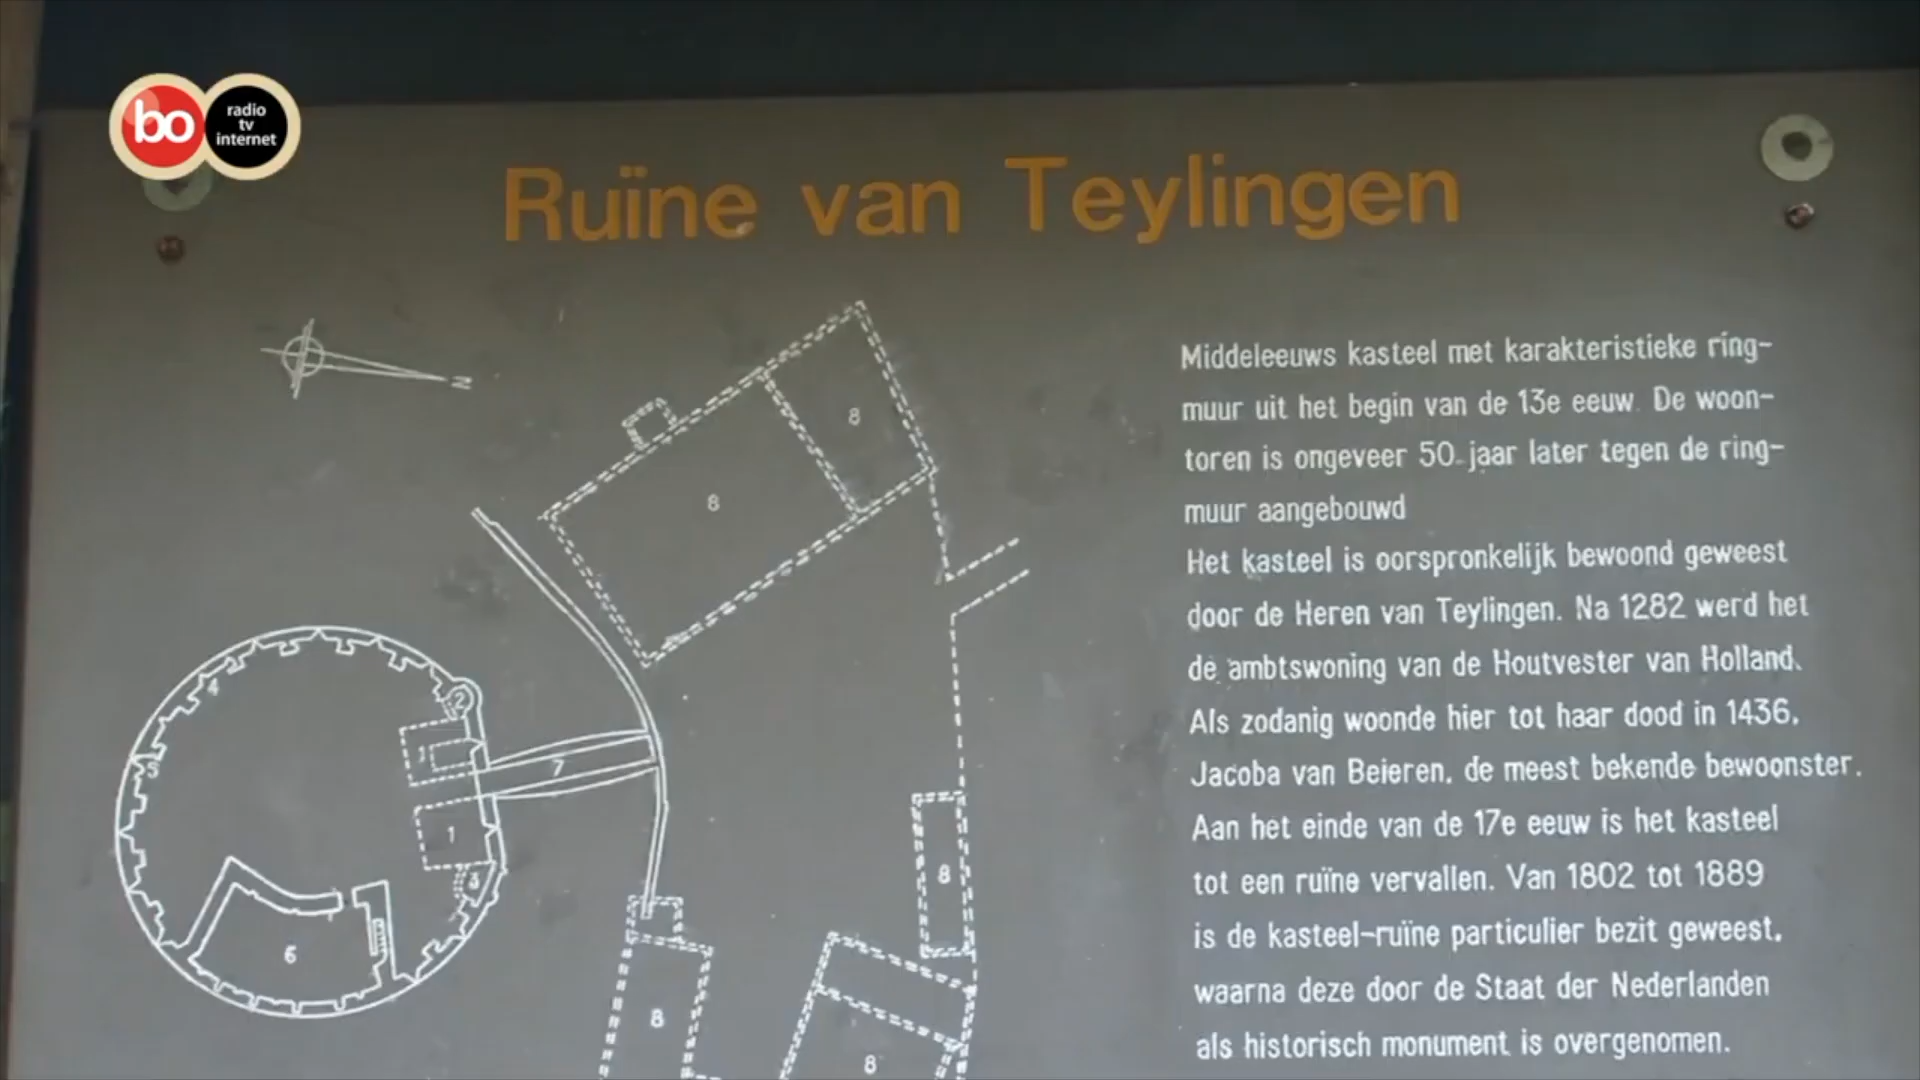 bo
radio
tv
internet
Ruïne van Teylingen
N
Middeleeuws kasteel met karakteristieke ring-
muur uit het begin van de 13e eeuw. De woon-
toren is ongeveer 50 jaar later tegen de ring-
muur aangebouwd
Het kasteel is oorspronkelijk bewoond geweest
door de Heren van Teylingen. Na 1282 werd het
de ambtswoning van de Houtvester van Holland.
Als zodanig woonde hier tot haar dood in 1436,
Jacoba van Beieren, de meest bekende bewoonster.
Aan het einde van de 17e eeuw is het kasteel
tot een ruïne vervallen. Van 1802 tot 1889
is de kasteel-ruïne particulier bezit geweest,
waarna deze door de Staat der Nederlanden
als historisch monument is overgenomen.
8
8
4
2
5
1
7
1
3
6
8
8
8